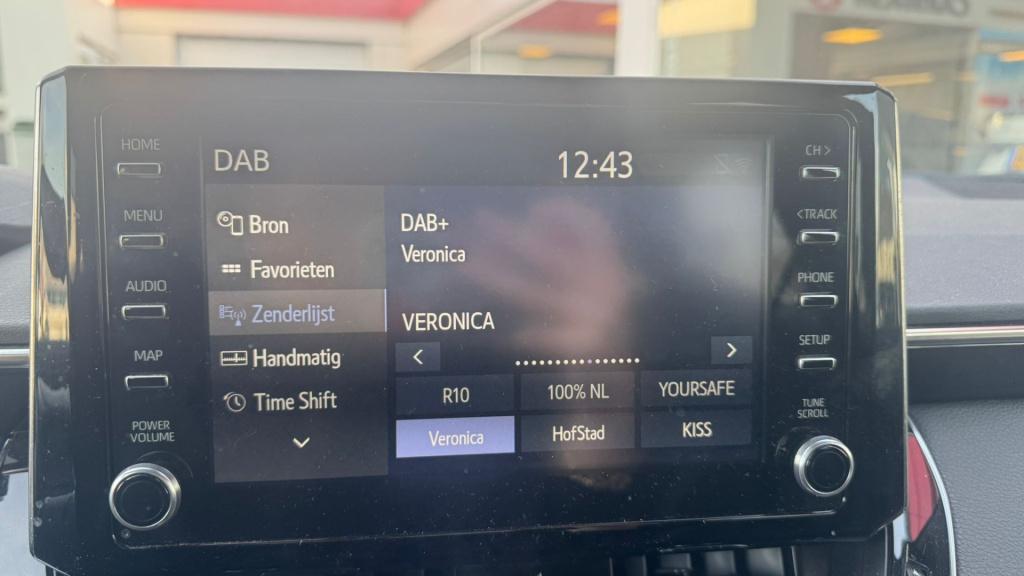 HOME
MENU
AUDIO
MAP
POWER
VOLUME
DAB
12:43
Bron
Favorieten
Zenderlijst
Handmatig
Time Shift
DAB+
Veronica
VERONICA
<
>
R10
100% NL
YOURSAFE
Veronica
HofStad
KISS
CH>
<TRACK
PHONE
SETUP
TUNE
SCROLL